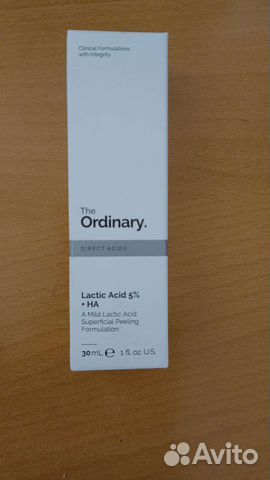 Clinical Formulations
with Integrity.
The
Ordinary.
DIRECT ACIDS
Lactic Acid 5%
+ HA
A Mild Lactic Acid
Superficial Peeling
Formulation
30 mL ℮ 1 fl. oz. U.S.
Avito